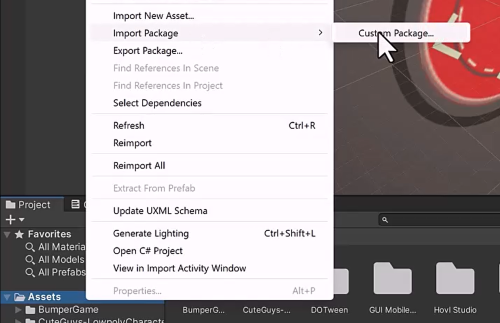 Import New Asset...
Import Package >
Custom Package...
Export Package...
Find References In Scene
Find References In Project
Select Dependencies
Refresh Ctrl+R
Reimport
Reimport All
Extract From Prefab
Update UXML Schema
Generate Lighting Ctrl+Shift+L
Open C# Project
View in Import Activity Window
Properties... Alt+P
Project
Favorites
All Materia
All Models
All Prefabs
Assets
BumperGame
CuteGuys-LowpolyCharacte
BumperG... CuteGuys-... DOTween GUI Mobile... Hovl Studio